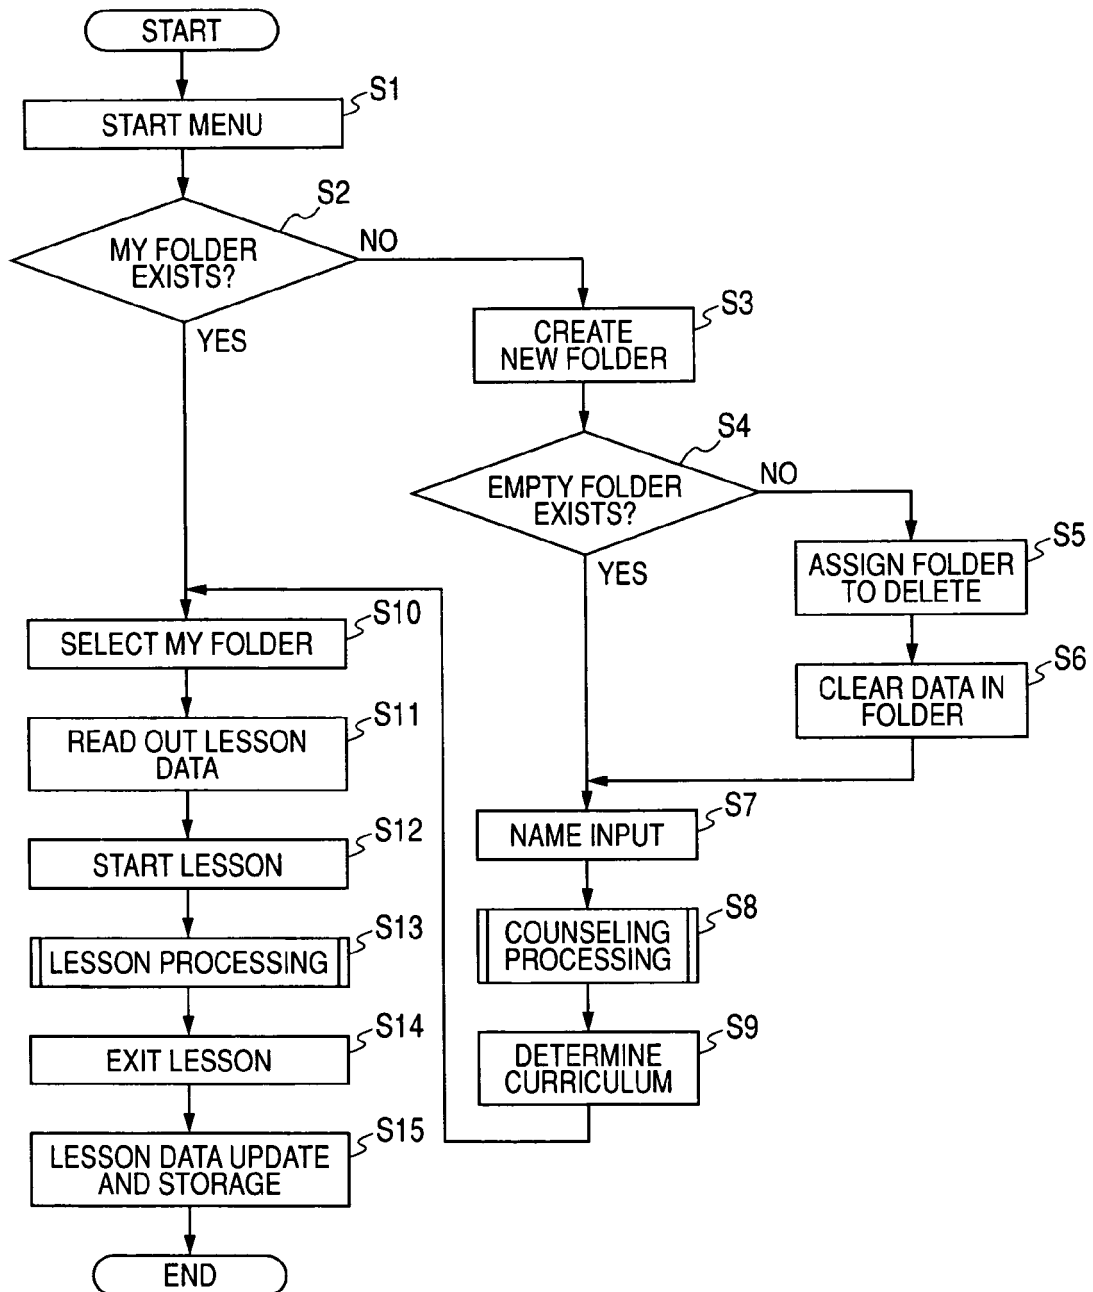 START
S1
START MENU
S2
MY FOLDER
EXISTS?
NO
YES
S3
CREATE
NEW FOLDER
S4
EMPTY FOLDER
EXISTS?
NO
YES
S5
ASSIGN FOLDER
TO DELETE
S6
CLEAR DATA IN
FOLDER
S7
NAME INPUT
S8
COUNSELING
PROCESSING
S9
DETERMINE
CURRICULUM
S10
SELECT MY FOLDER
S11
READ OUT LESSON
DATA
S12
START LESSON
S13
LESSON PROCESSING
S14
EXIT LESSON
S15
LESSON DATA UPDATE
AND STORAGE
END